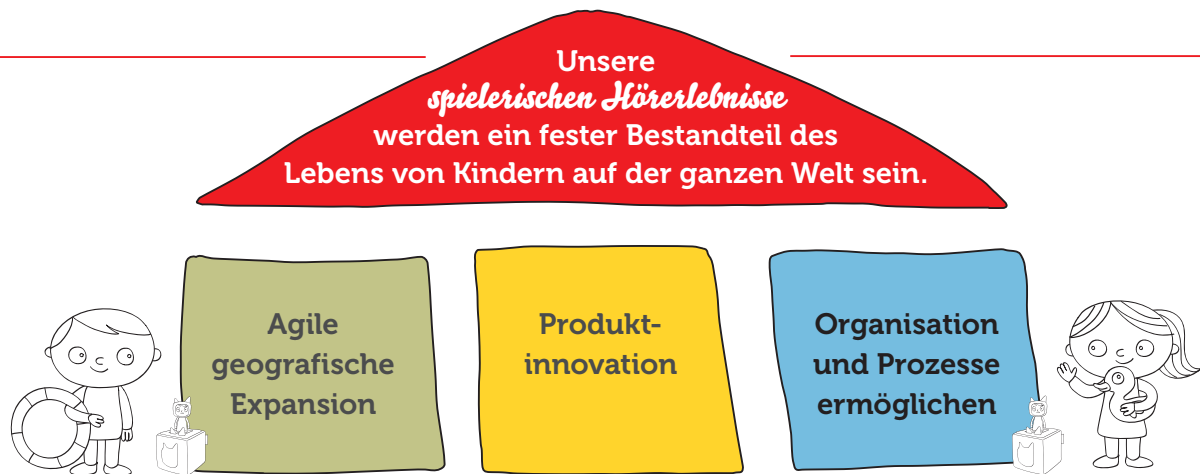 Unsere
spielerischen Hörerlebnisse
werden ein fester Bestandteil des
Lebens von Kindern auf der ganzen Welt sein.
Agile
geografische
Expansion
Produkt-
innovation
Organisation
und Prozesse
ermöglichen